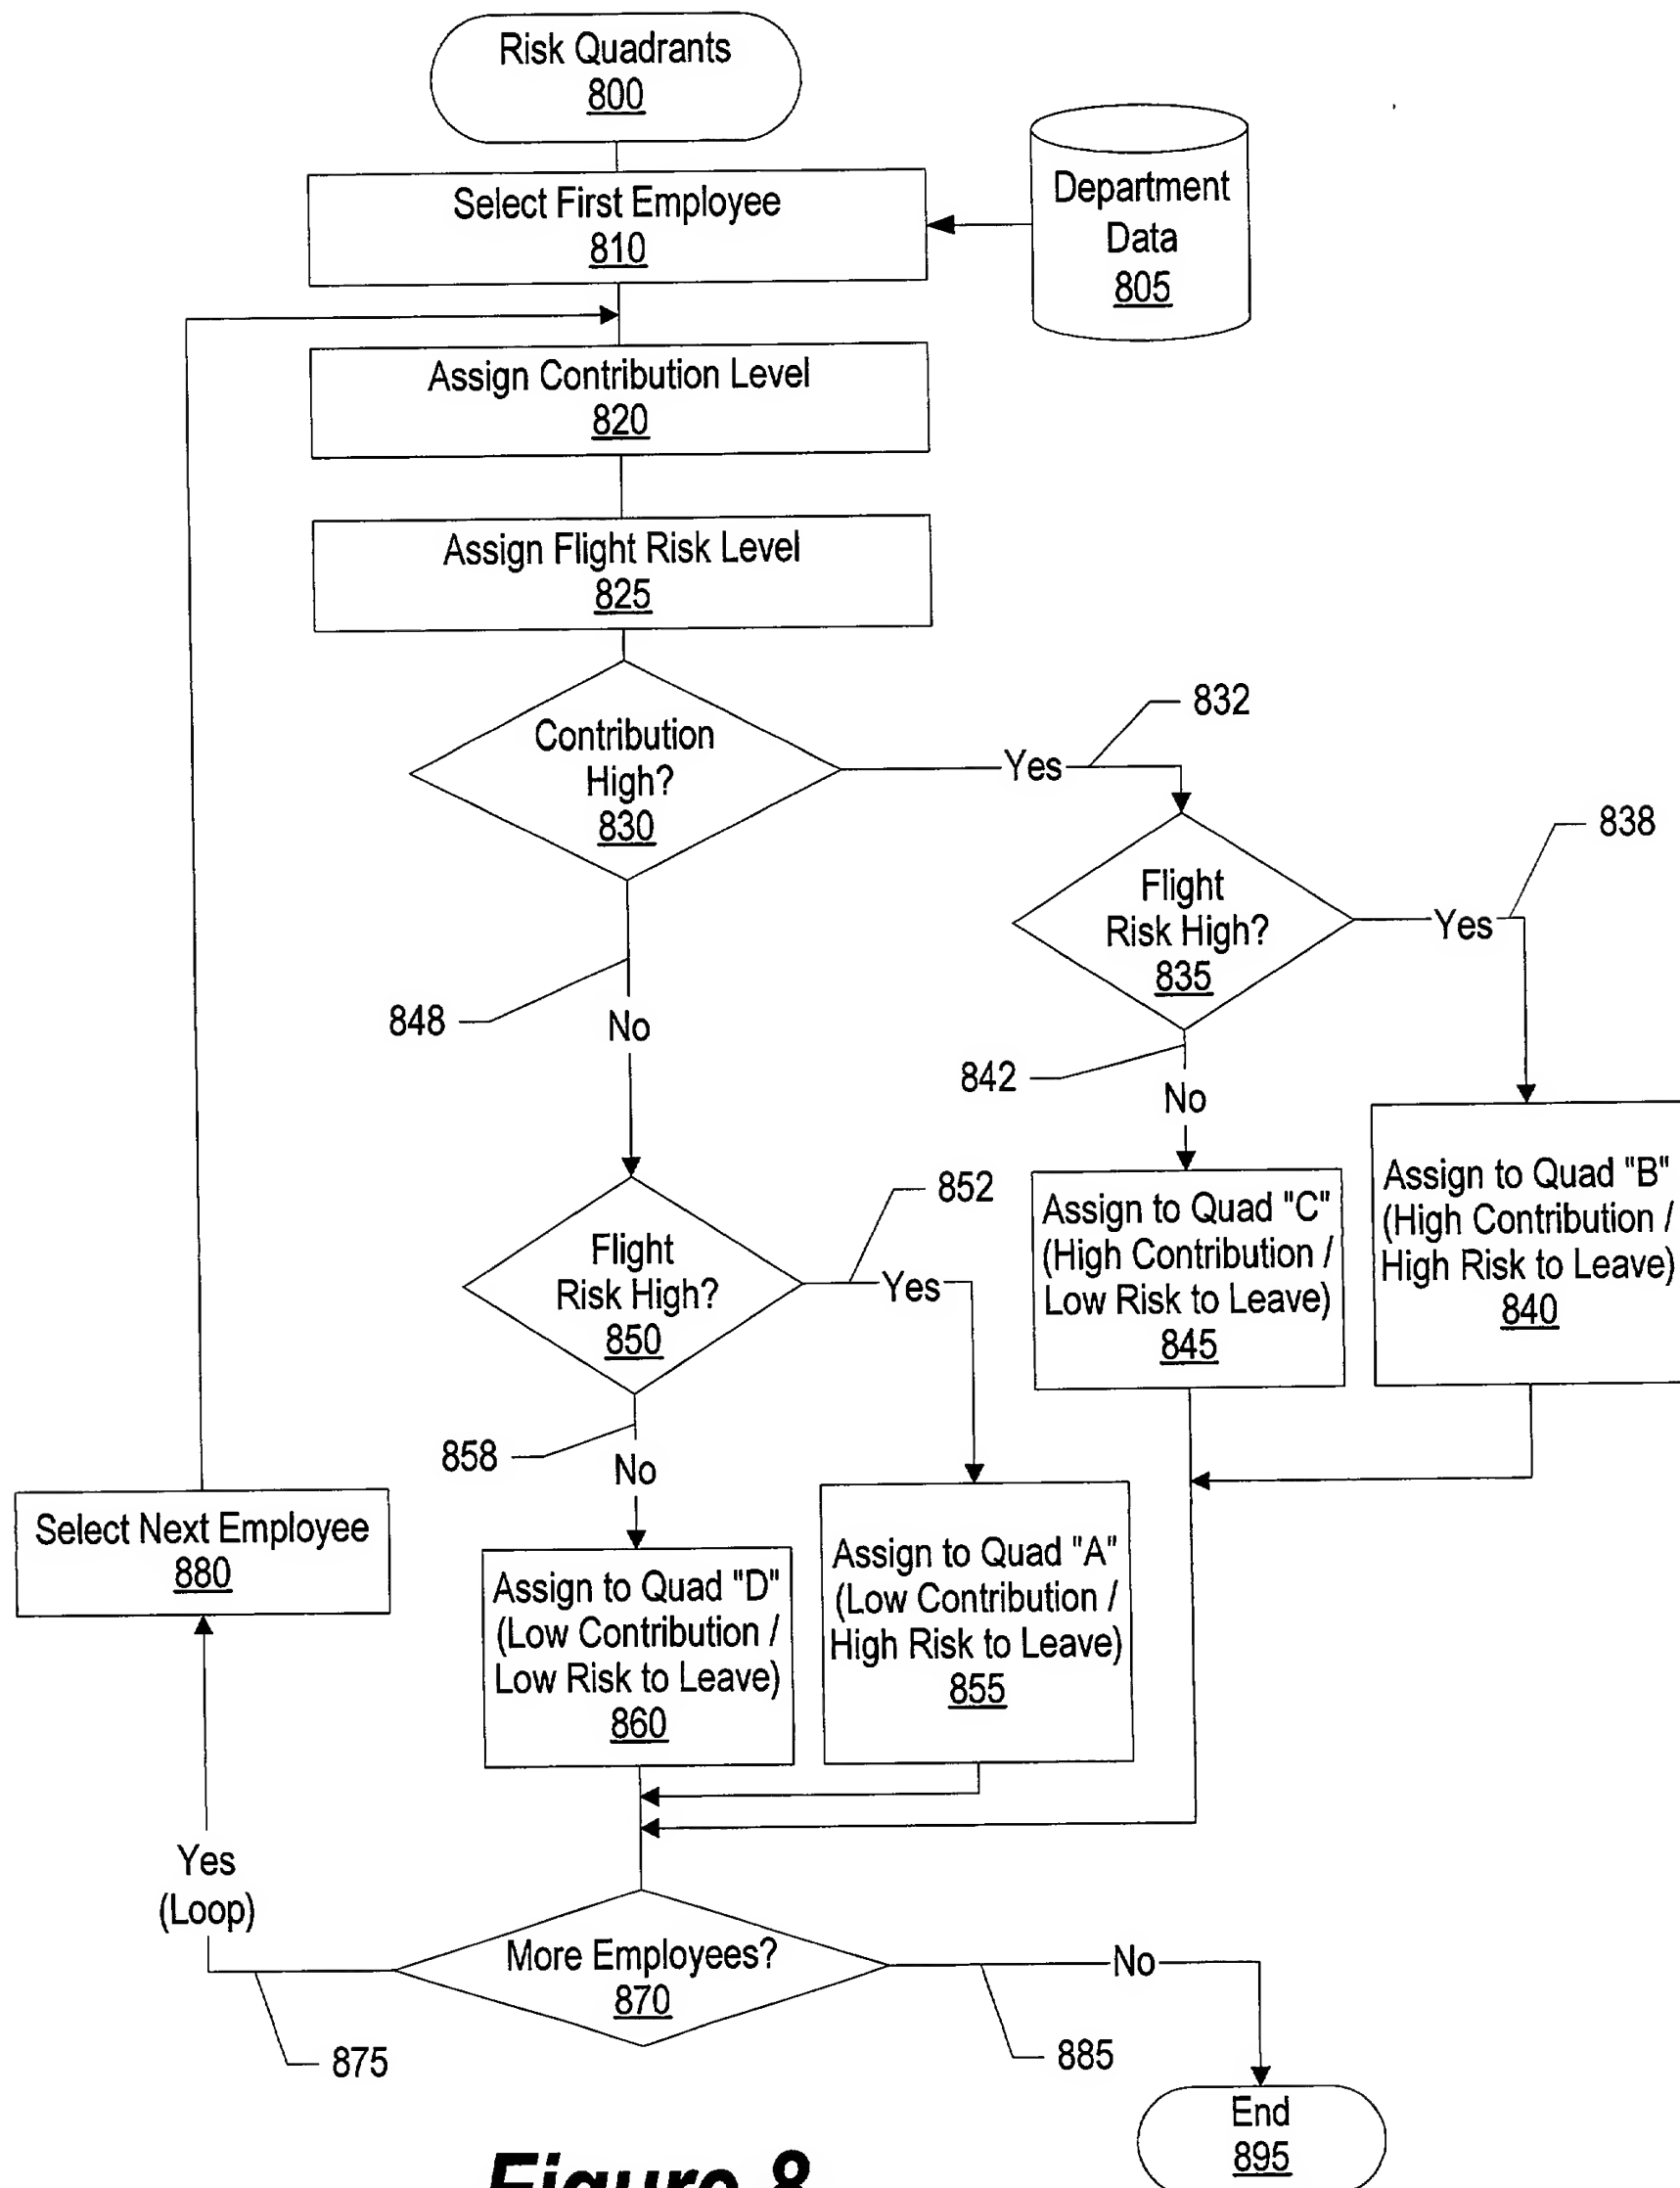 Risk Quadrants
800
Department
Data
805
Select First Employee
810
Assign Contribution Level
820
Assign Flight Risk Level
825
Contribution
High?
830
Yes
832
Flight
Risk High?
835
Yes
838
848
No
842
No
Assign to Quad "B"
(High Contribution /
High Risk to Leave)
840
Assign to Quad "C"
(High Contribution /
Low Risk to Leave)
845
Flight
Risk High?
850
852
Yes
858
No
Select Next Employee
880
Assign to Quad "D"
(Low Contribution /
Low Risk to Leave)
860
Assign to Quad "A"
(Low Contribution /
High Risk to Leave)
855
Yes
(Loop)
More Employees?
870
No
875
885
End
895
Figure 8